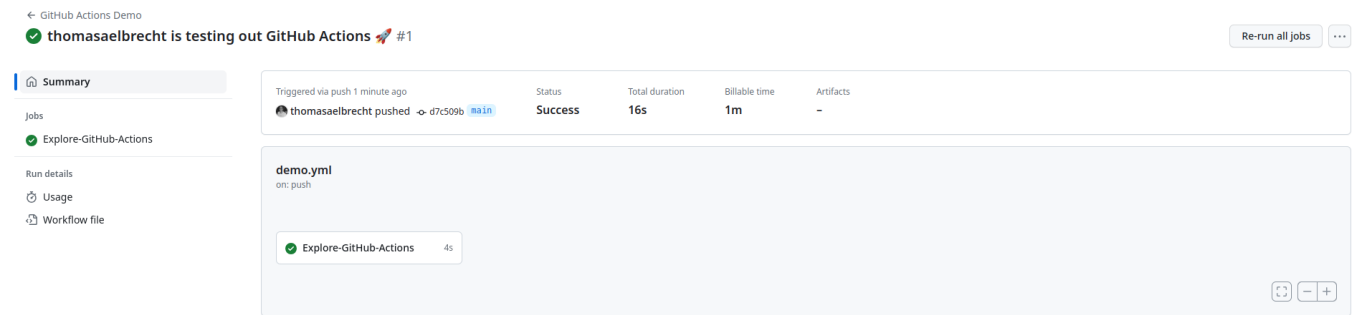 ← GitHub Actions Demo
thomasaelbrecht is testing out GitHub Actions 🚀 #1
Re-run all jobs
Summary
Jobs
Explore-GitHub-Actions
Run details
Usage
Workflow file
Triggered via push 1 minute ago
thomasaelbrecht pushed d7c509b main
Status
Success
Total duration
16s
Billable time
1m
Artifacts
–
demo.yml
on: push
Explore-GitHub-Actions 4s